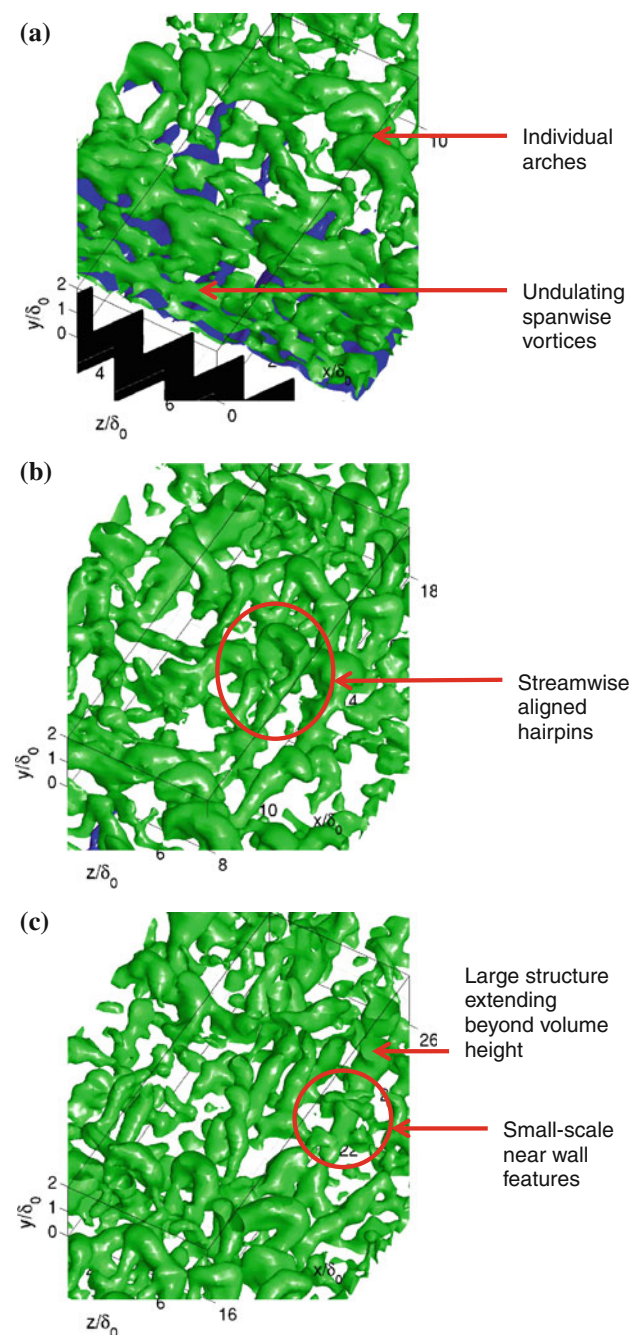 (a)
10
Individual
arches
Undulating
spanwise
vortices
2
1
0
y/δ0
4
6
0
2
x/δ0
z/δ0
(b)
18
Streamwise
aligned
hairpins
4
2
1
0
y/δ0
10
x/δ0
6
8
z/δ0
(c)
Large structure
extending
beyond volume
height
26
2
22
Small-scale
near wall
features
2
1
0
y/δ0
x/δ0
6
16
z/δ0